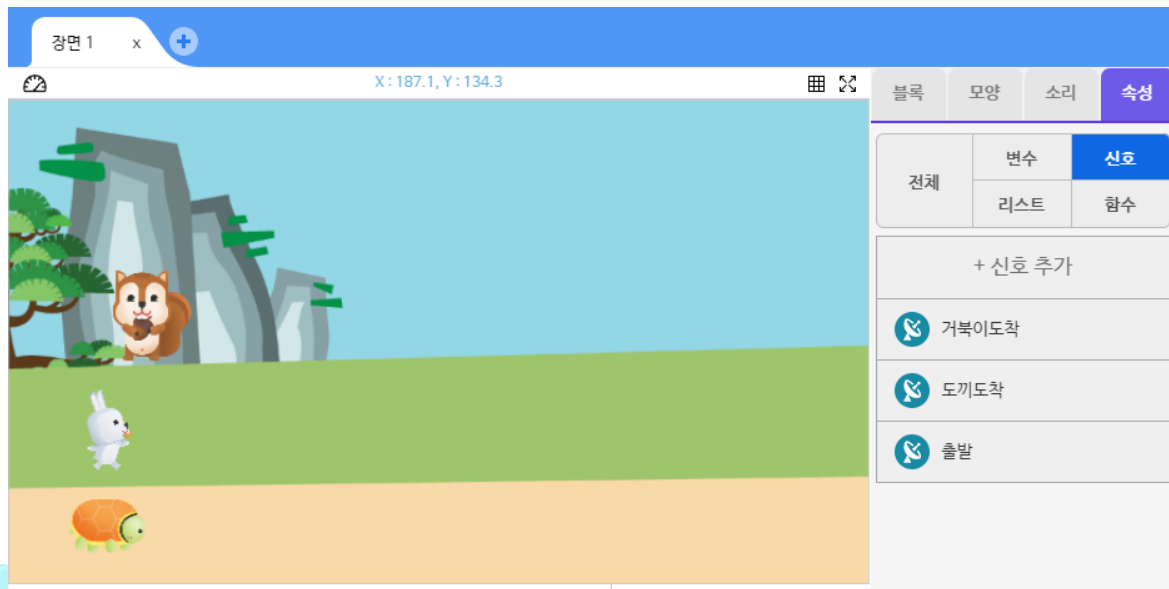 장면 1 x +
X : 187.1, Y : 134.3
블록 모양 소리 속성
전체 변수 신호
리스트 함수
+ 신호 추가
거북이도착
도끼도착
출발